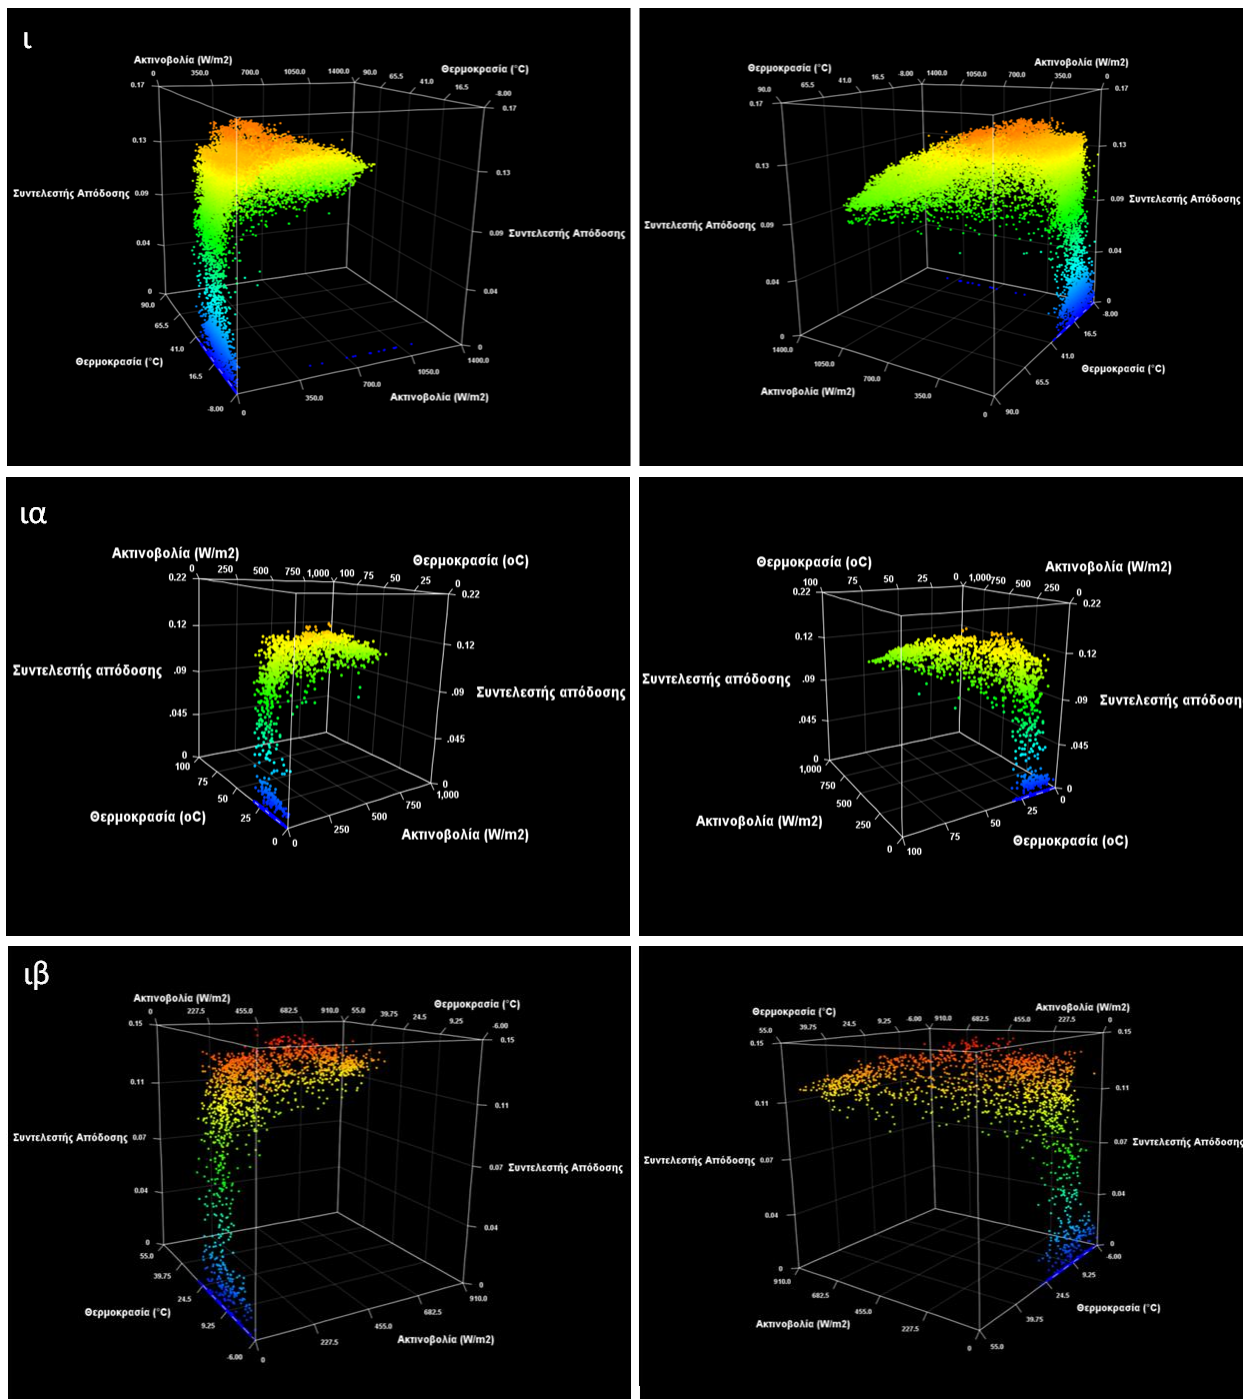 ι
Ακτινοβολία (W/m2)
0 350.0 700.0 1050.0 1400.0 90.0 65.5 41.0 16.5 -8.00
Θερμοκρασία (°C)
0.17
0.13
Συντελεστής Απόδοσης 0.09
0.04
0
90.0
65.5
41.0
16.5
-8.00
Θερμοκρασία (°C)
0.17
0.13
0.09 Συντελεστής Απόδοσης
0.04
0
1400.0
1050.0
700.0
350.0
0
Ακτινοβολία (W/m2)
Θερμοκρασία (°C)
90.0 65.5 41.0 16.5 -8.00 1400.0 1050.0 700.0 350.0 0
Ακτινοβολία (W/m2)
0.17
0.13
Συντελεστής Απόδοσης 0.09
0.04
0
1400.0
1050.0
700.0
350.0
0
Ακτινοβολία (W/m2)
0.17
0.13
0.09 Συντελεστής Απόδοσης
0.04
0
-8.00
16.5
41.0
65.5
90.0
Θερμοκρασία (°C)
ια
Ακτινοβολία (W/m2)
0 250 500 750 1,000 100 75 50 25 0
Θερμοκρασία (oC)
0.22
0.12
Συντελεστής απόδοσης .09
.045
0
100
75
50
25
0
Θερμοκρασία (oC)
0.22
0.12
.09
Συντελεστής απόδοσης
.045
0
1,000
750
500
250
0
Ακτινοβολία (W/m2)
Θερμοκρασία (oC)
100 75 50 25 0 1,000 750 500 250 0
Ακτινοβολία (W/m2)
0.22
0.12
Συντελεστής απόδοσης .09
.045
0
1,000
750
500
250
0
Ακτινοβολία (W/m2)
0.22
0.12
.09 Συντελεστής απόδοση
.045
0
0
25
50
75
100
Θερμοκρασία (oC)
ιβ
Ακτινοβολία (W/m2)
0 227.5 455.0 682.5 910.0 55.0 39.75 24.5 9.25 -6.00
Θερμοκρασία (°C)
0.15
0.11
Συντελεστής Απόδοσης 0.07
0.04
0
55.0
39.75
24.5
9.25
-6.00
Θερμοκρασία (°C)
0.15
0.11
0.07 Συντελεστής Απόδοσης
0.04
0
910.0
682.5
455.0
227.5
0
Ακτινοβολία (W/m2)
Θερμοκρασία (°C)
55.0 39.75 24.5 9.25 -6.00 910.0 682.5 455.0 227.5 0
Ακτινοβολία (W/m2)
0.15
0.11
Συντελεστής Απόδοσης 0.07
0.04
0
910.0
682.5
455.0
227.5
0
Ακτινοβολία (W/m2)
0.15
0.11
0.07 Συντελεστής Απόδοσης
0.04
0
-6.00
9.25
24.5
39.75
55.0
Θερμοκρασία (°C)